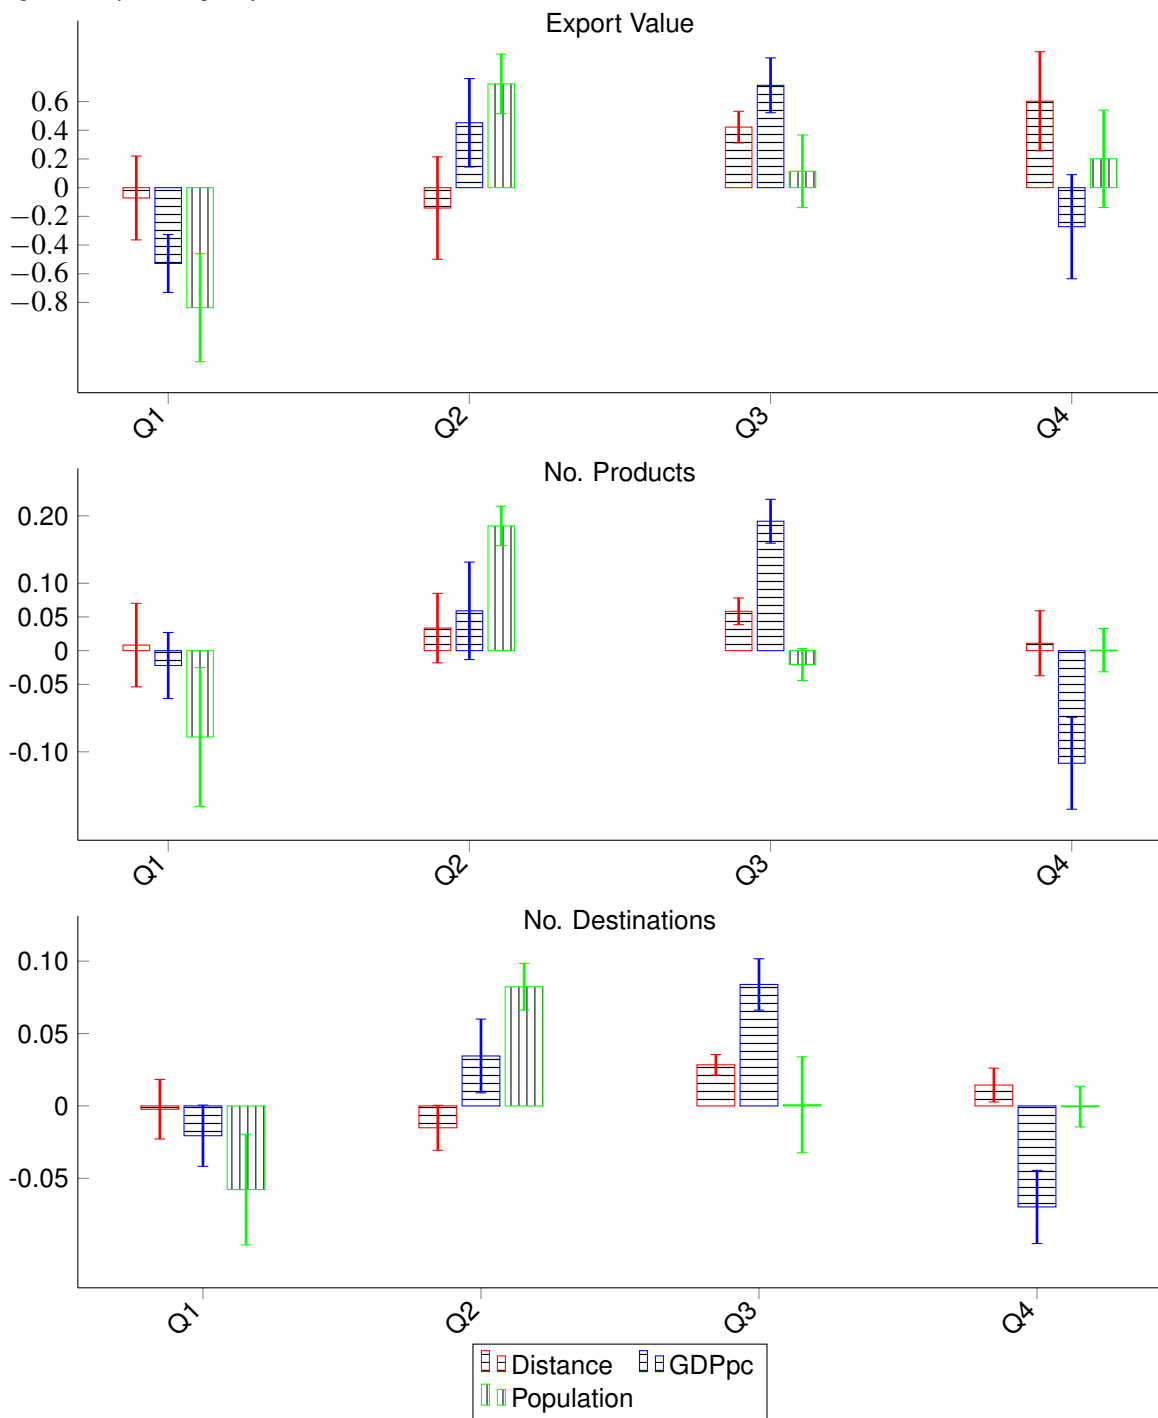 Export Value
0.6
0.4
0.2
0
−0.2
−0.4
−0.6
−0.8
Q1 Q2 Q3 Q4
No. Products
0.20
0.10
0.05
0
-0.05
-0.10
Q1 Q2 Q3 Q4
No. Destinations
0.10
0.05
0
-0.05
Q1 Q2 Q3 Q4
Distance GDPpc
Population